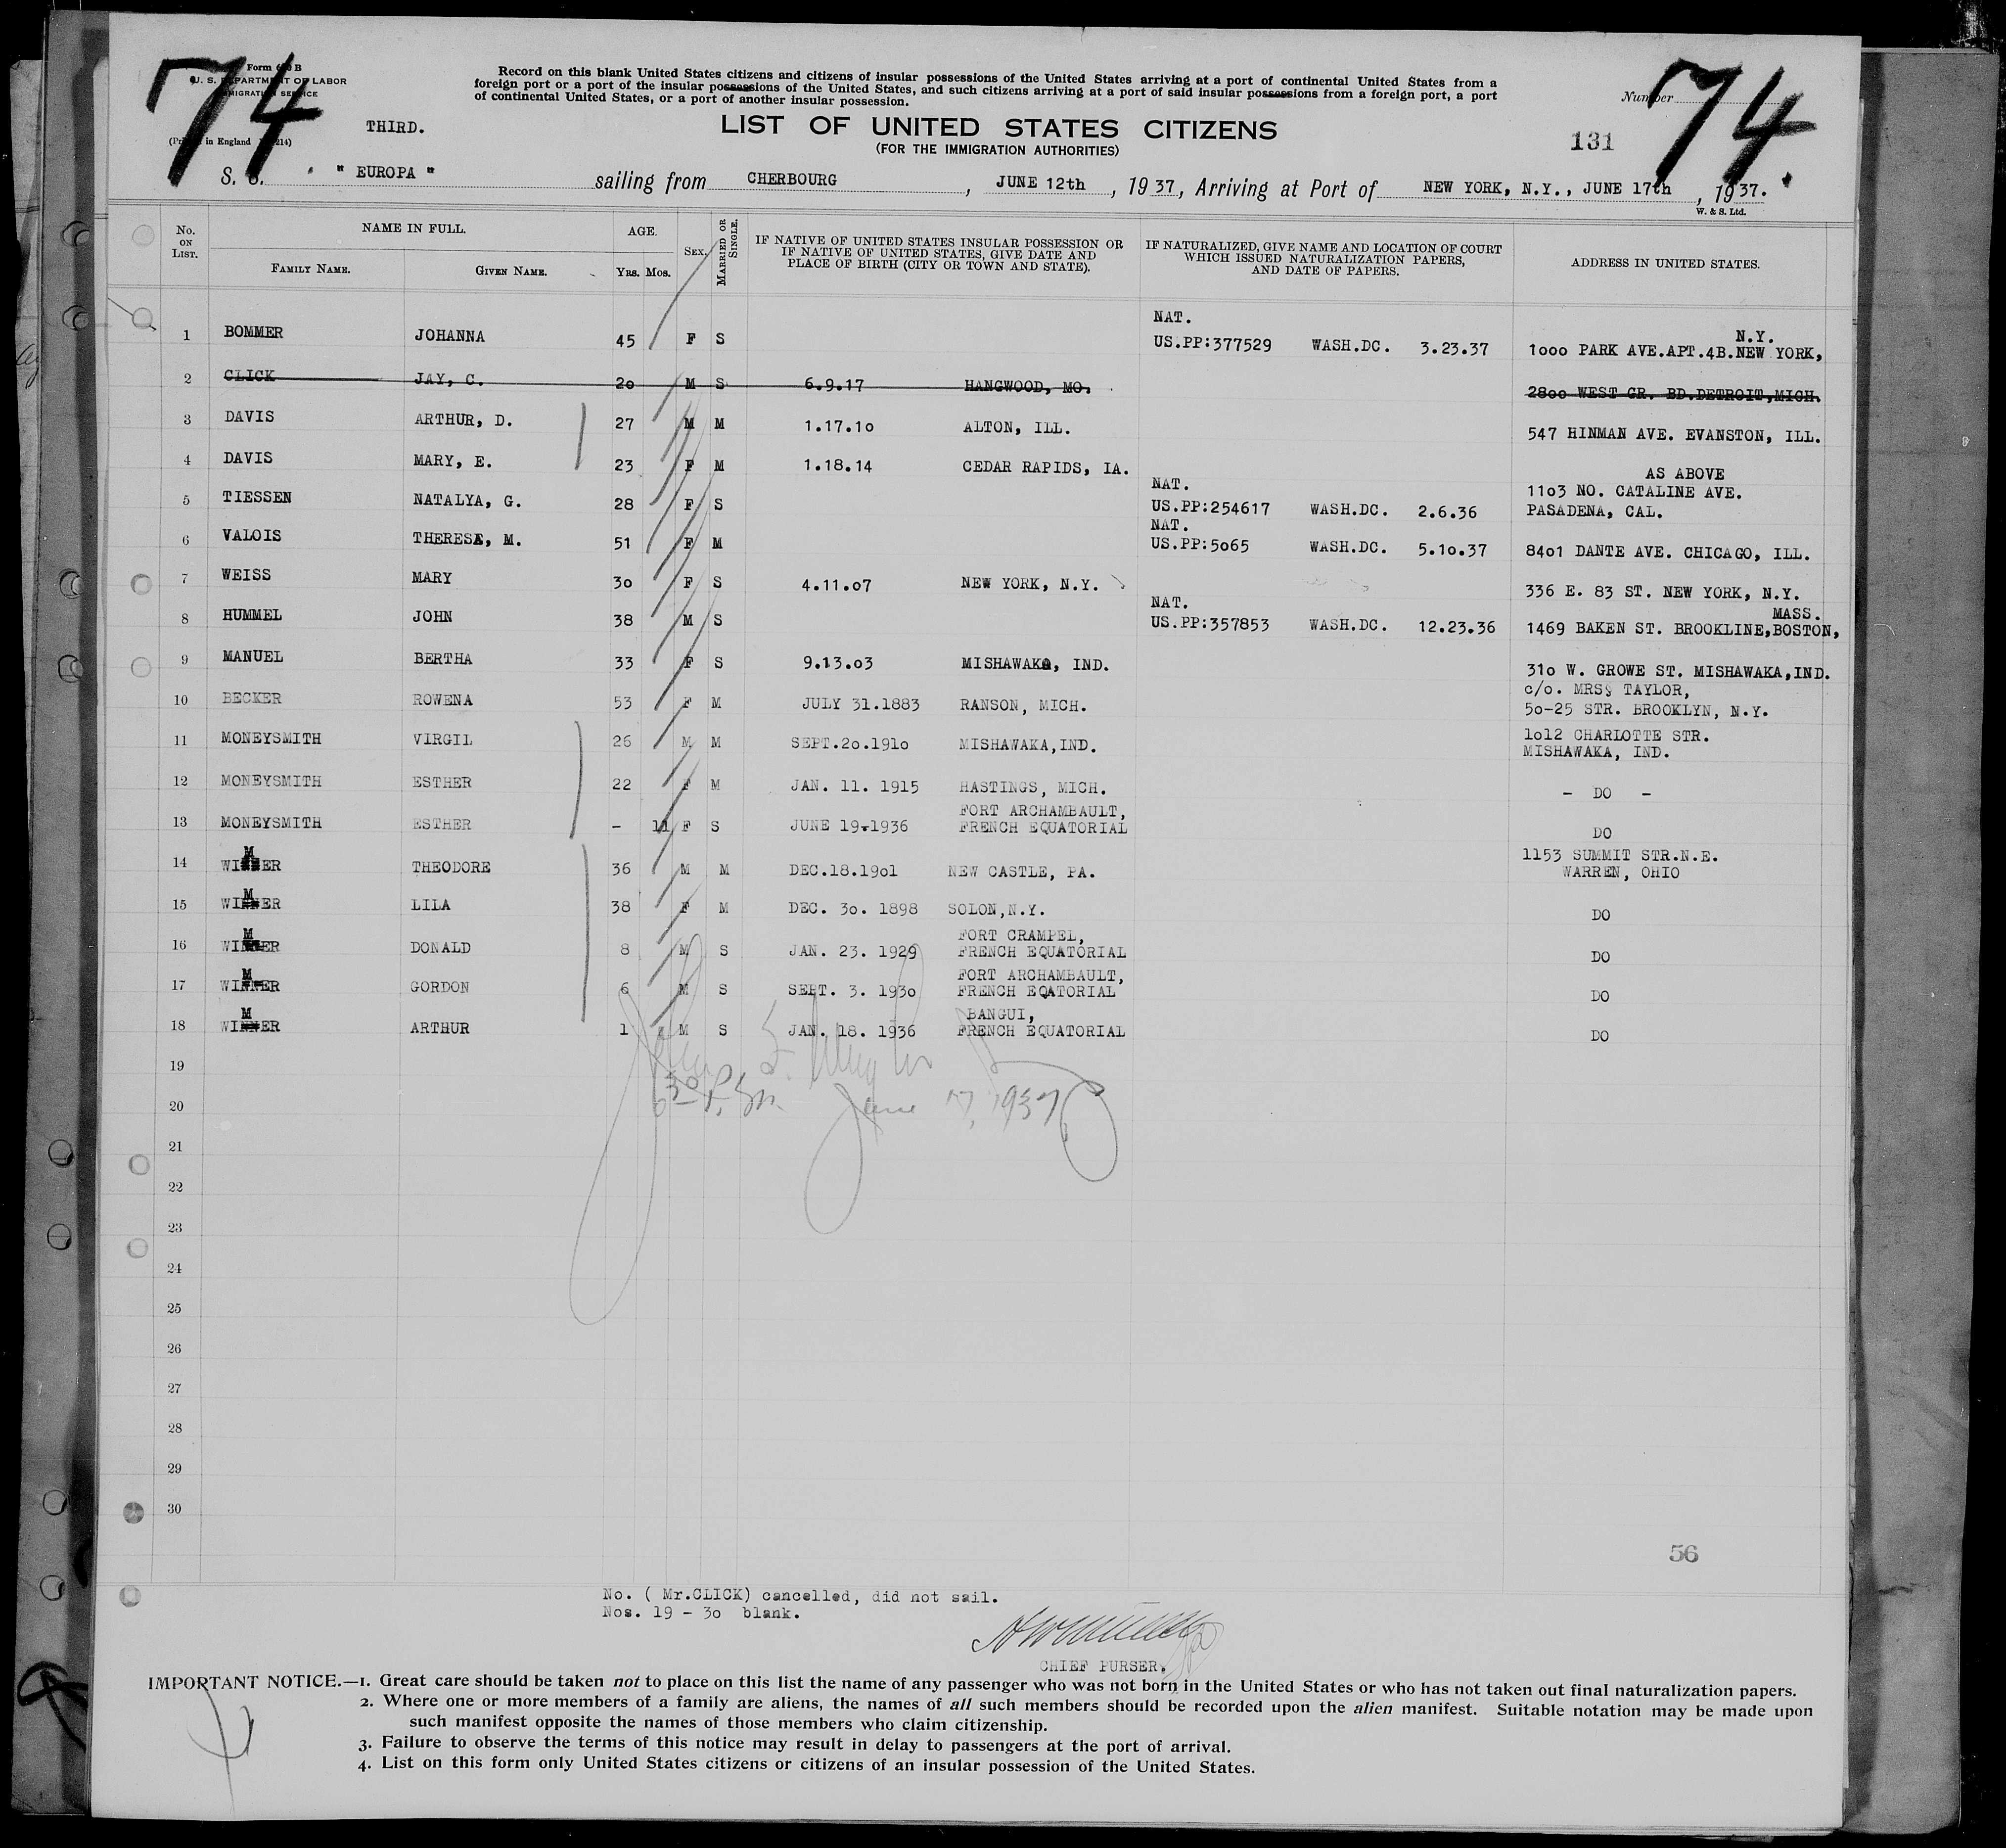 74
Form 630 B
U. S. DEPARTMENT OF LABOR
IMMIGRATION SERVICE
(Printed in England
Record on this blank United States citizens and citizens of insular possessions of the United States arriving at a port of continental United States from a
foreign port or a port of the insular possessions of the United States, and such citizens arriving at a port of said insular possessions from a foreign port, a port
of continental United States, or a port of another insular possession.
Number 74.
THIRD.
LIST OF UNITED STATES CITIZENS
(FOR THE IMMIGRATION AUTHORITIES)
131
S. S. " EUROPA " sailing from CHERBOURG, JUNE 12th, 1937, Arriving at Port of NEW YORK, N.Y., JUNE 17th, 1937.
W. & S. Ltd.
No. ON LIST. NAME IN FULL. FAMILY NAME. GIVEN NAME. AGE. YRS. MOS. SEX. MARRIED OR SINGLE. IF NATIVE OF UNITED STATES INSULAR POSSESSION OR IF NATIVE OF UNITED STATES, GIVE DATE AND PLACE OF BIRTH (CITY OR TOWN AND STATE). IF NATURALIZED, GIVE NAME AND LOCATION OF COURT WHICH ISSUED NATURALIZATION PAPERS, AND DATE OF PAPERS. ADDRESS IN UNITED STATES.
NAT. N.Y.
1 BOMMER JOHANNA 45 F S US.PP:377529 WASH.DC. 3.23.37 1000 PARK AVE.APT.4B.NEW YORK,
2 CLICK JAY, C. 20 M S 6.9.17 HANGWOOD, MO. 2800 WEST GR. BD.DETROIT,MICH.
3 DAVIS ARTHUR, D. 27 M M 1.17.10 ALTON, ILL. 547 HINMAN AVE. EVANSTON, ILL.
4 DAVIS MARY, E. 23 F M 1.18.14 CEDAR RAPIDS, IA. AS ABOVE
NAT. 1103 NO. CATALINE AVE.
5 TIESSEN NATALYA, G. 28 F S US.PP:254617 WASH.DC. 2.6.36 PASADENA, CAL.
NAT.
6 VALOIS THERESA, M. 51 F M US.PP:5065 WASH.DC. 5.10.37 8401 DANTE AVE. CHICAGO, ILL.
7 WEISS MARY 30 F S 4.11.07 NEW YORK, N.Y. 336 E. 83 ST. NEW YORK, N.Y.
NAT. MASS.
8 HUMMEL JOHN 38 M S US.PP:357853 WASH.DC. 12.23.36 1469 BAKEN ST. BROOKLINE,BOSTON,
9 MANUEL BERTHA 33 F S 9.13.03 MISHAWAKA, IND. 310 W. GROWE ST. MISHAWAKA,IND.
c/o. MRS§ TAYLOR,
10 BECKER ROWENA 53 F M JULY 31.1883 RANSON, MICH. 50-25 STR. BROOKLYN, N.Y.
11 MONEYSMITH VIRGIL 26 M M SEPT.20.1910 MISHAWAKA,IND. 1012 CHARLOTTE STR.
MISHAWAKA, IND.
12 MONEYSMITH ESTHER 22 F M JAN. 11. 1915 HASTINGS, MICH. - DO -
FORT ARCHAMBAULT,
13 MONEYSMITH ESTHER - 11 F S JUNE 19.1936 FRENCH EQUATORIAL DO
M 1153 SUMMIT STR.N.E.
14 WINNER THEODORE 36 M M DEC.18.1901 NEW CASTLE, PA. WARREN, OHIO
M
15 WINNER LILA 38 F M DEC. 30. 1898 SOLON,N.Y. DO
M FORT CRAMPEL,
16 WINNER DONALD 8 M S JAN. 23. 1929 FRENCH EQUATORIAL DO
M FORT ARCHAMBAULT,
17 WINNER GORDON 6 M S SEPT. 3. 1930 FRENCH EQATORIAL DO
M BANGUI,
18 WINNER ARTHUR 1 M S JAN. 18. 1936 FRENCH EQUATORIAL DO
19
20 June 17, 1937
21
22
23
24
25
26
27
28
29
30
56
No. ( Mr.CLICK) cancelled, did not sail.
Nos. 19 - 30 blank.
CHIEF PURSER.
IMPORTANT NOTICE.—1. Great care should be taken not to place on this list the name of any passenger who was not born in the United States or who has not taken out final naturalization papers.
2. Where one or more members of a family are aliens, the names of all such members should be recorded upon the alien manifest. Suitable notation may be made upon
such manifest opposite the names of those members who claim citizenship.
3. Failure to observe the terms of this notice may result in delay to passengers at the port of arrival.
4. List on this form only United States citizens or citizens of an insular possession of the United States.